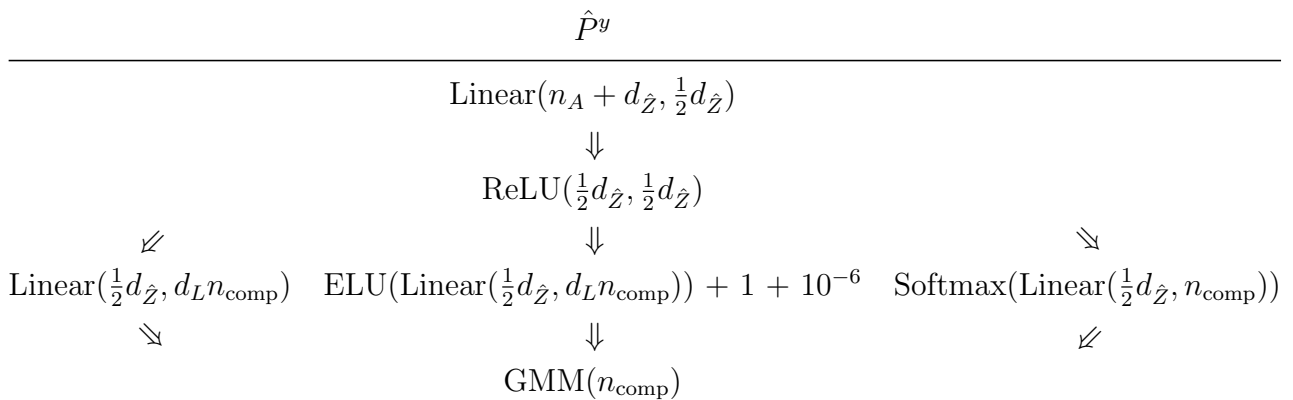 P̂ʸ
Linear(n_A + d_Ẑ, ½d_Ẑ)
⇓
ReLU(½d_Ẑ, ½d_Ẑ)
⇙ ⇓ ⇘
Linear(½d_Ẑ, d_L n_comp) ELU(Linear(½d_Ẑ, d_L n_comp)) + 1 + 10⁻⁶ Softmax(Linear(½d_Ẑ, n_comp))
⇘ ⇓ ⇙
GMM(n_comp)